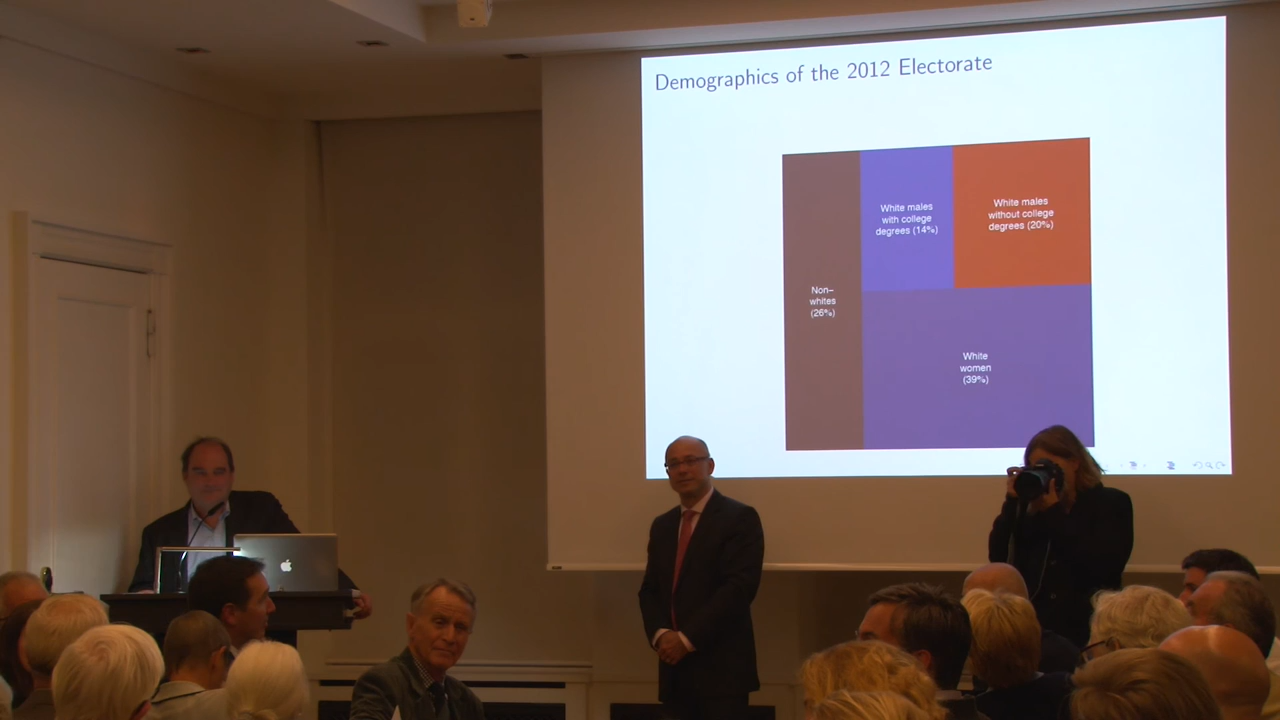 Demographics of the 2012 Electorate
White males
with college
degrees (14%)
White males
without college
degrees (20%)
Non–
whites
(26%)
White
women
(39%)